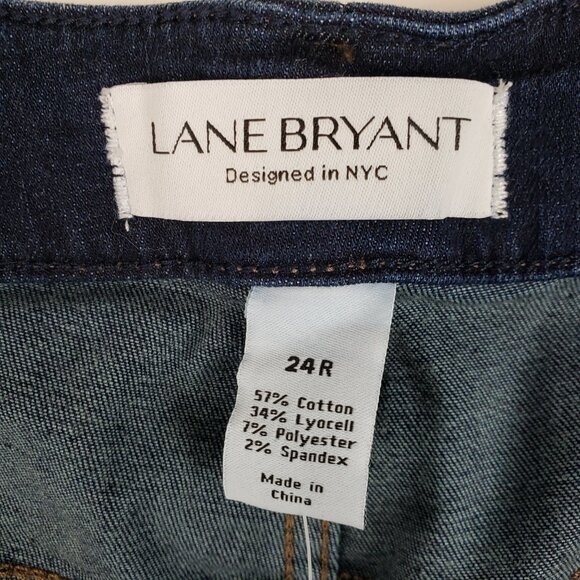 LANE BRYANT
Designed in NYC
24R
57% Cotton
34% Lyocell
7% Polyester
2% Spandex
Made in
China